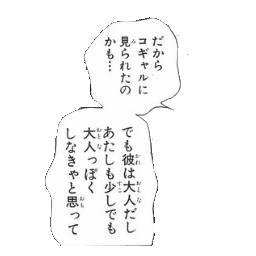 だから
コギャルに
見られたの
かも…
でも彼は大人だし
あたしも少しでも
大人っぽく
しなきゃと思って